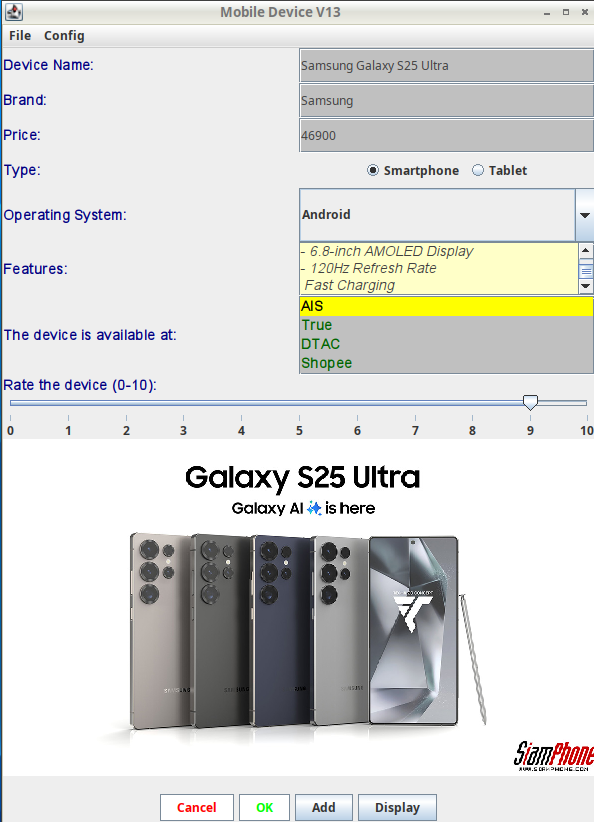 Mobile Device V13
File Config
Device Name: Samsung Galaxy S25 Ultra
Brand: Samsung
Price: 46900
Type: Smartphone Tablet
Operating System: Android
Features:
- 6.8-inch AMOLED Display
- 120Hz Refresh Rate
Fast Charging
The device is available at:
AIS
True
DTAC
Shopee
Rate the device (0-10):
0 1 2 3 4 5 6 7 8 9 10
Galaxy S25 Ultra
Galaxy AI is here
SiamPhone
WWW.SIAMPHONE.COM
Cancel OK Add Display